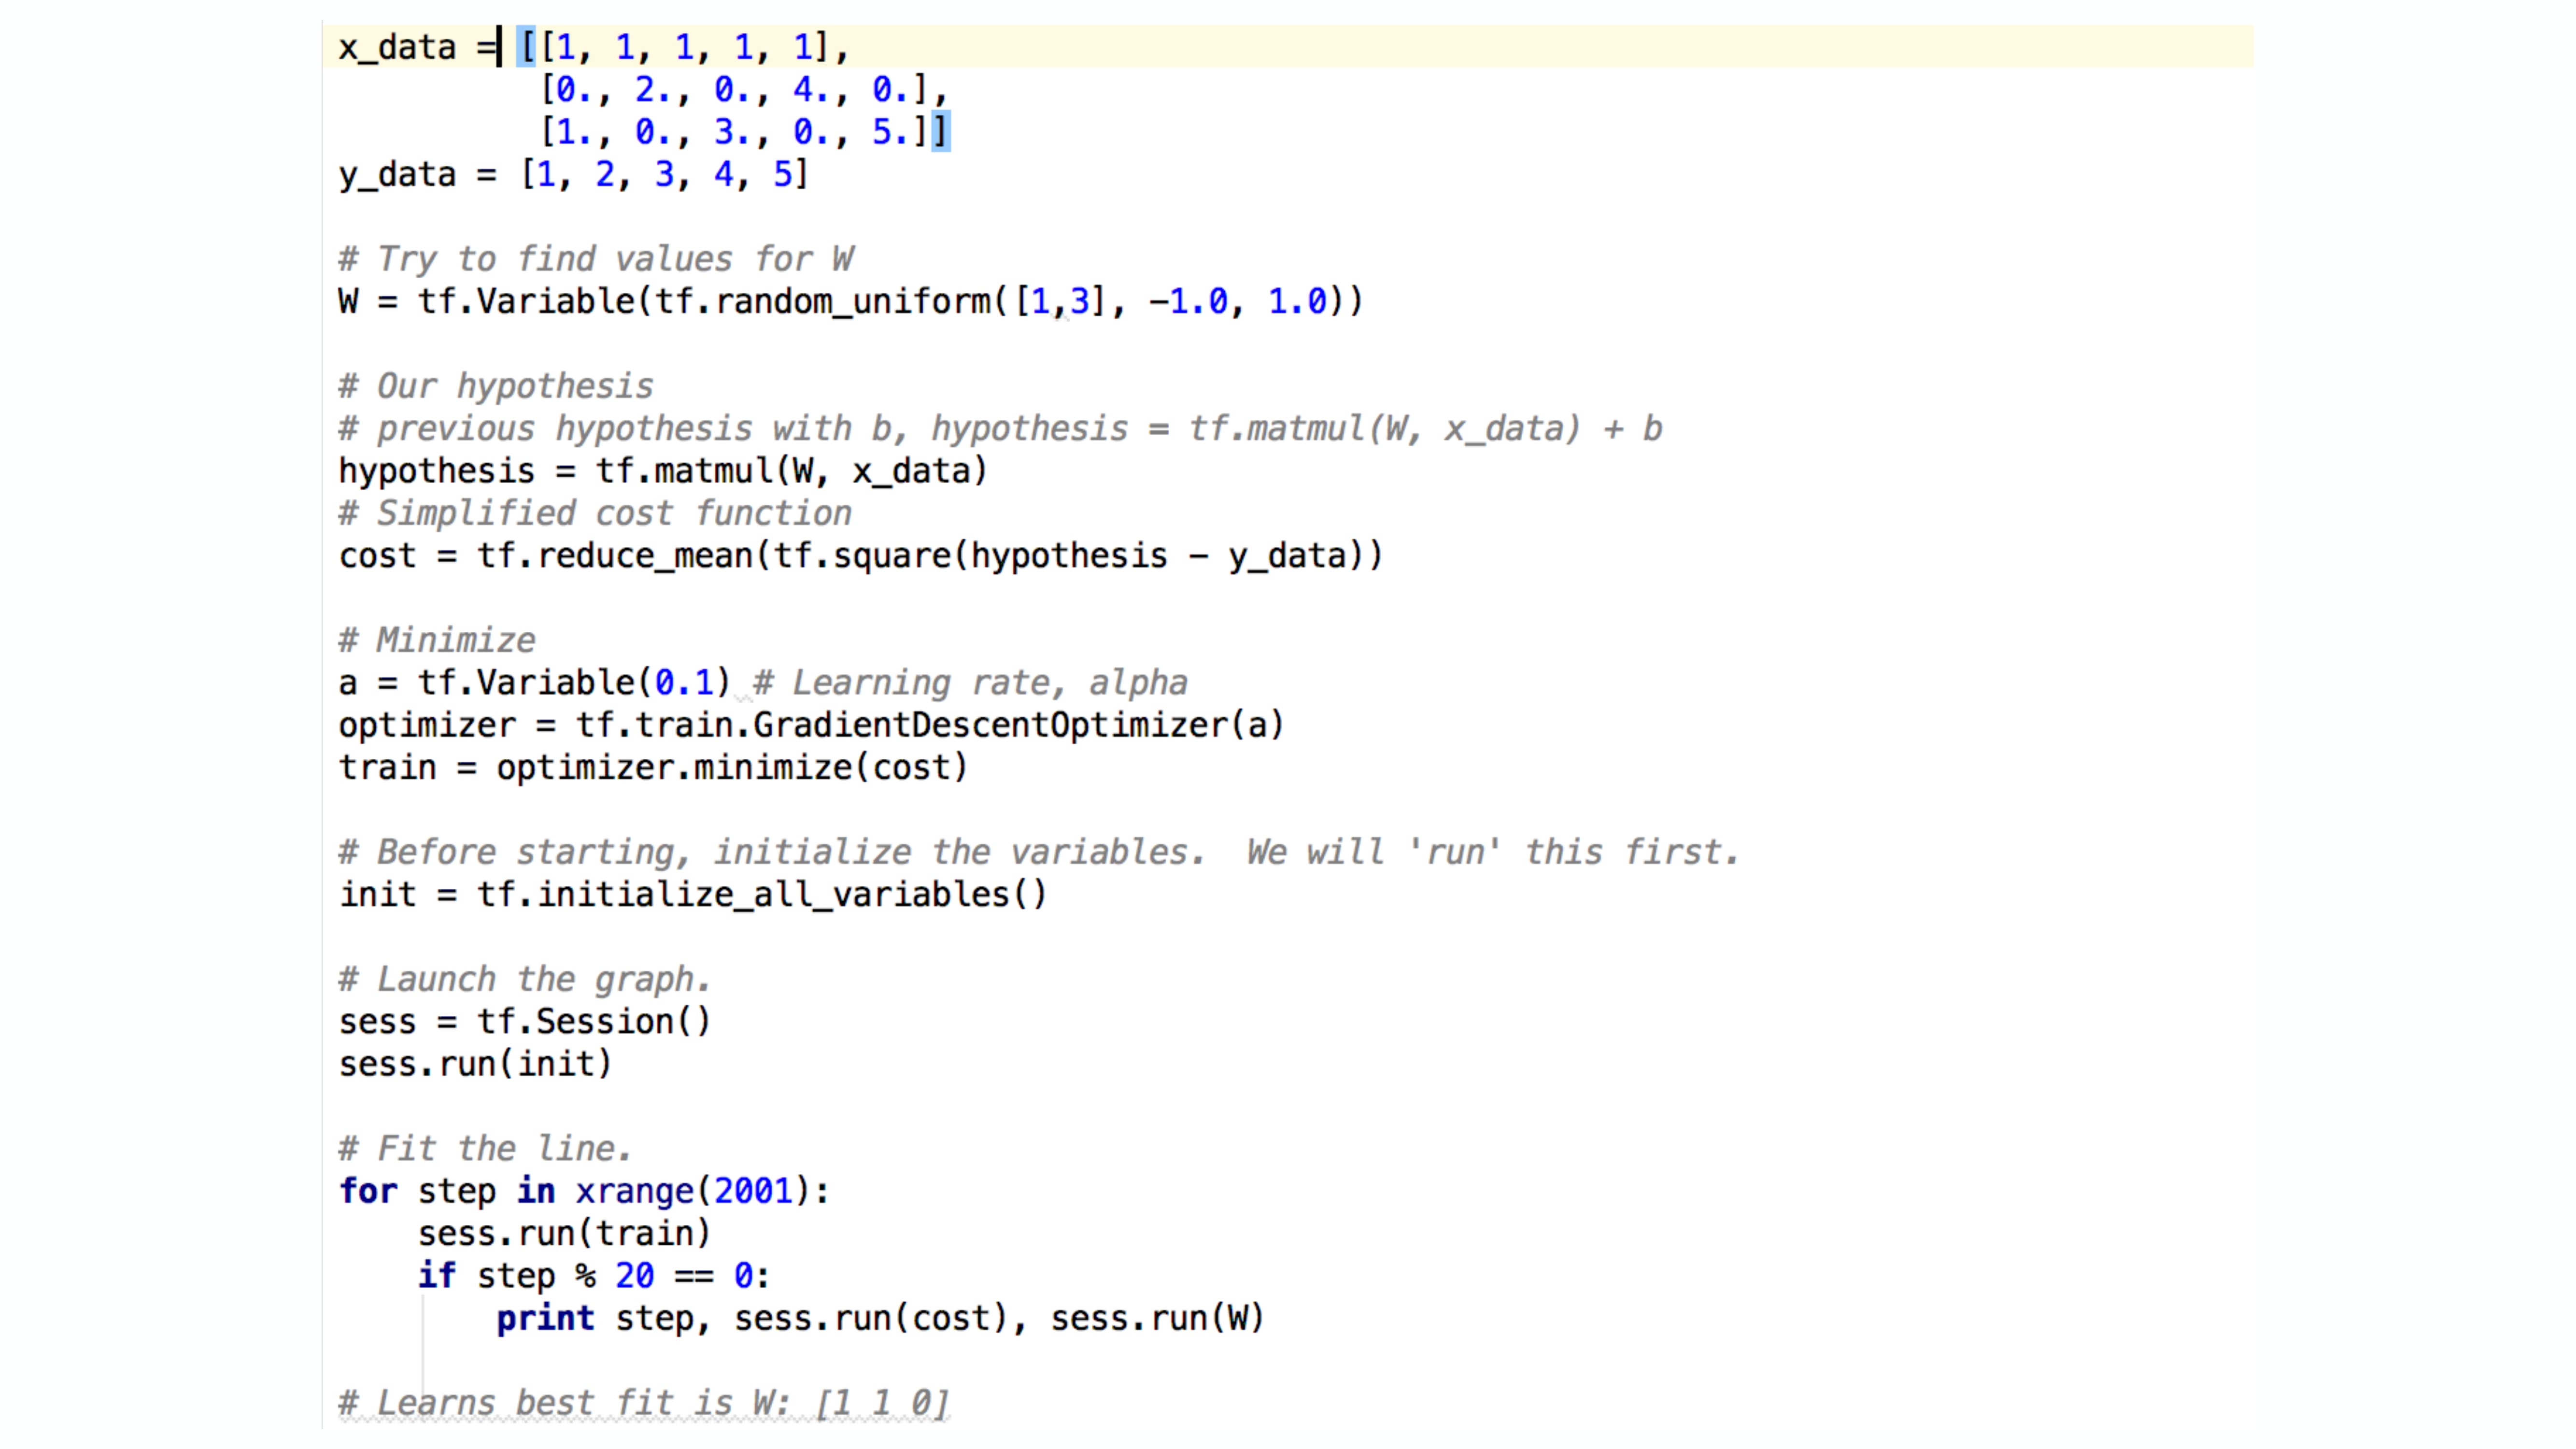 x_data = [[1, 1, 1, 1, 1],
[0., 2., 0., 4., 0.],
[1., 0., 3., 0., 5.]]
y_data = [1, 2, 3, 4, 5]
# Try to find values for W
W = tf.Variable(tf.random_uniform([1,3], -1.0, 1.0))
# Our hypothesis
# previous hypothesis with b, hypothesis = tf.matmul(W, x_data) + b
hypothesis = tf.matmul(W, x_data)
# Simplified cost function
cost = tf.reduce_mean(tf.square(hypothesis - y_data))
# Minimize
a = tf.Variable(0.1) # Learning rate, alpha
optimizer = tf.train.GradientDescentOptimizer(a)
train = optimizer.minimize(cost)
# Before starting, initialize the variables.  We will 'run' this first.
init = tf.initialize_all_variables()
# Launch the graph.
sess = tf.Session()
sess.run(init)
# Fit the line.
for step in xrange(2001):
sess.run(train)
if step % 20 == 0:
print step, sess.run(cost), sess.run(W)
# Learns best fit is W: [1 1 0]